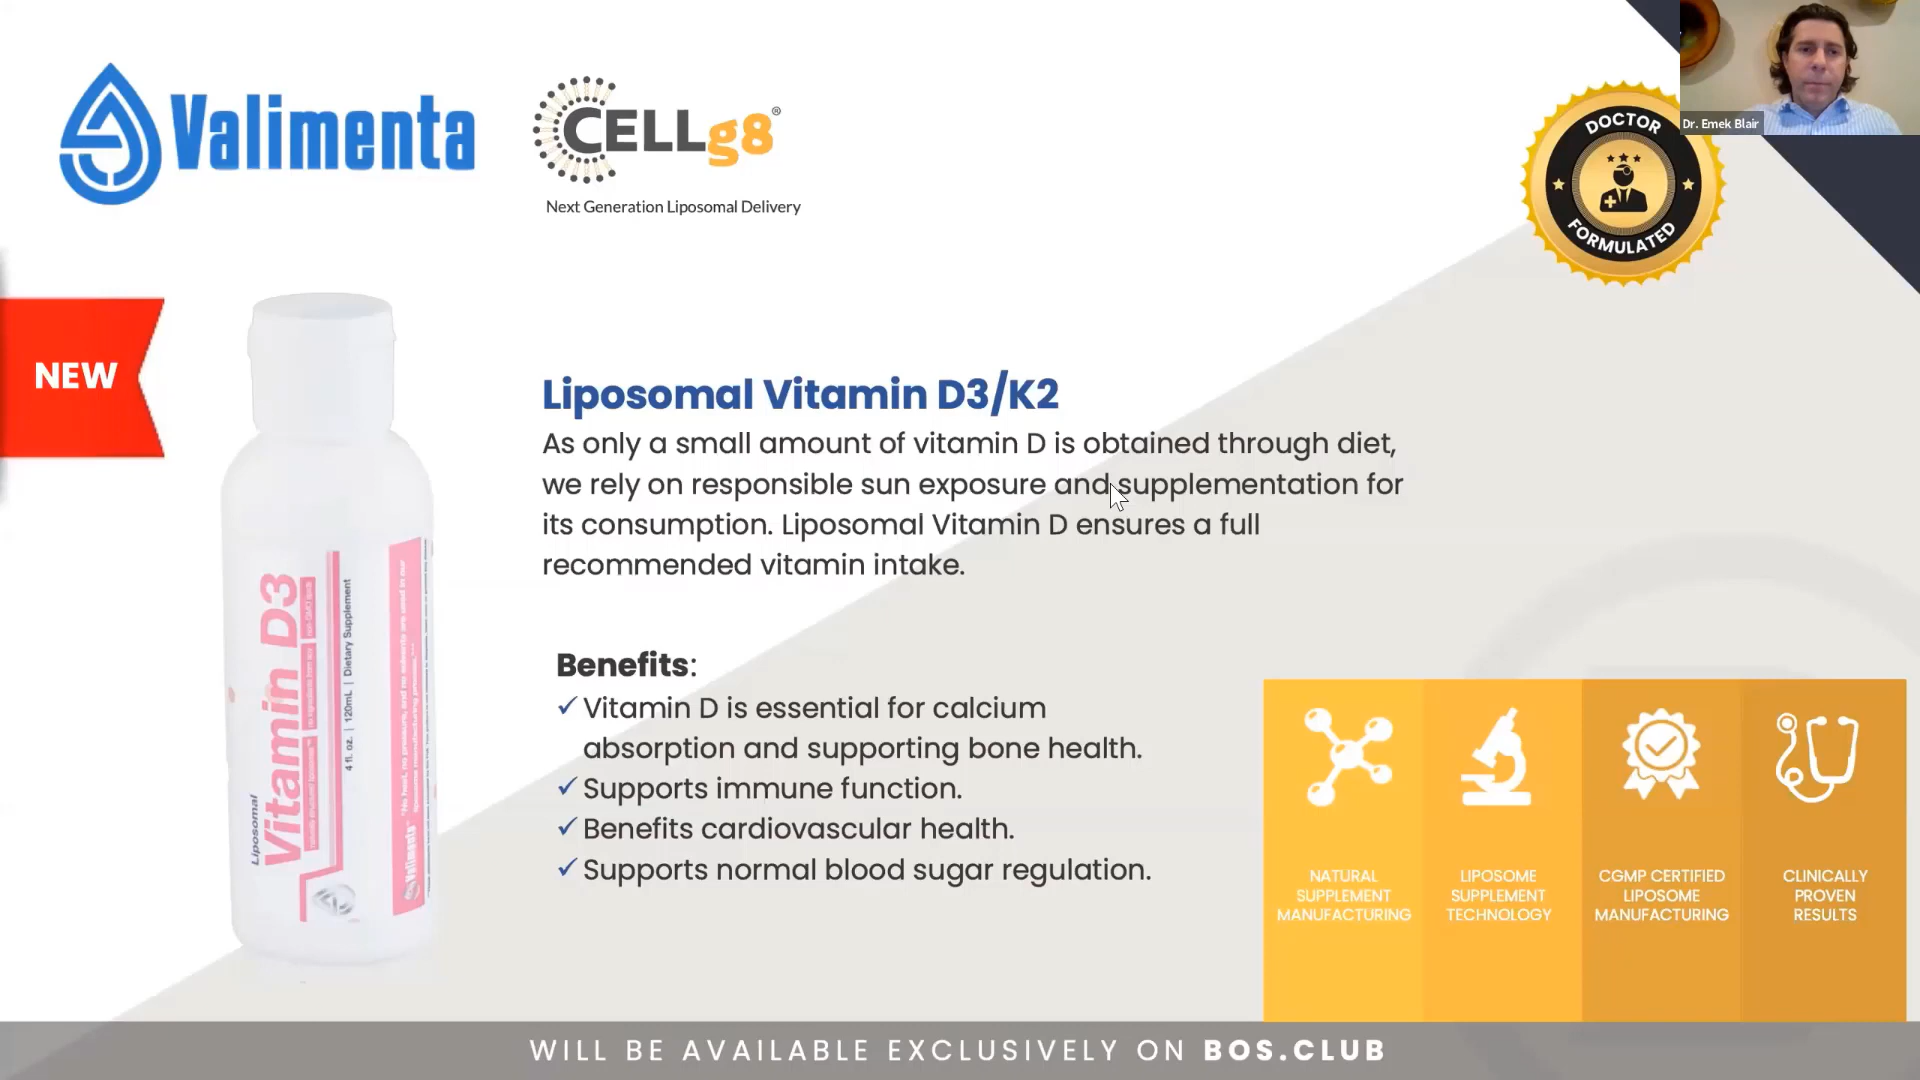 Valimenta
CELLg8®
Next Generation Liposomal Delivery
DOCTOR
FORMULATED
Dr. Emek Blair
NEW
Liposomal Vitamin D3/K2
As only a small amount of vitamin D is obtained through diet,
we rely on responsible sun exposure and supplementation for
its consumption. Liposomal Vitamin D ensures a full
recommended vitamin intake.
Benefits:
✓ Vitamin D is essential for calcium
absorption and supporting bone health.
✓ Supports immune function.
✓ Benefits cardiovascular health.
✓ Supports normal blood sugar regulation.
Liposomal
Vitamin D3
4 fl. oz. | 120mL | Dietary Supplement
Valimenta
NATURAL
SUPPLEMENT
MANUFACTURING
LIPOSOME
SUPPLEMENT
TECHNOLOGY
CGMP CERTIFIED
LIPOSOME
MANUFACTURING
CLINICALLY
PROVEN
RESULTS
WILL BE AVAILABLE EXCLUSIVELY ON BOS.CLUB